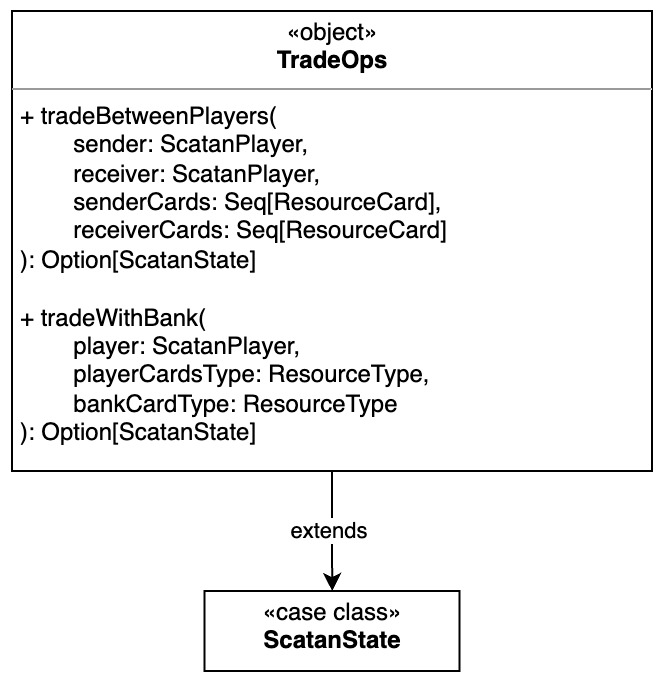 «object»
TradeOps
+ tradeBetweenPlayers(
sender: ScatanPlayer,
receiver: ScatanPlayer,
senderCards: Seq[ResourceCard],
receiverCards: Seq[ResourceCard]
): Option[ScatanState]
+ tradeWithBank(
player: ScatanPlayer,
playerCardsType: ResourceType,
bankCardType: ResourceType
): Option[ScatanState]
extends
«case class»
ScatanState